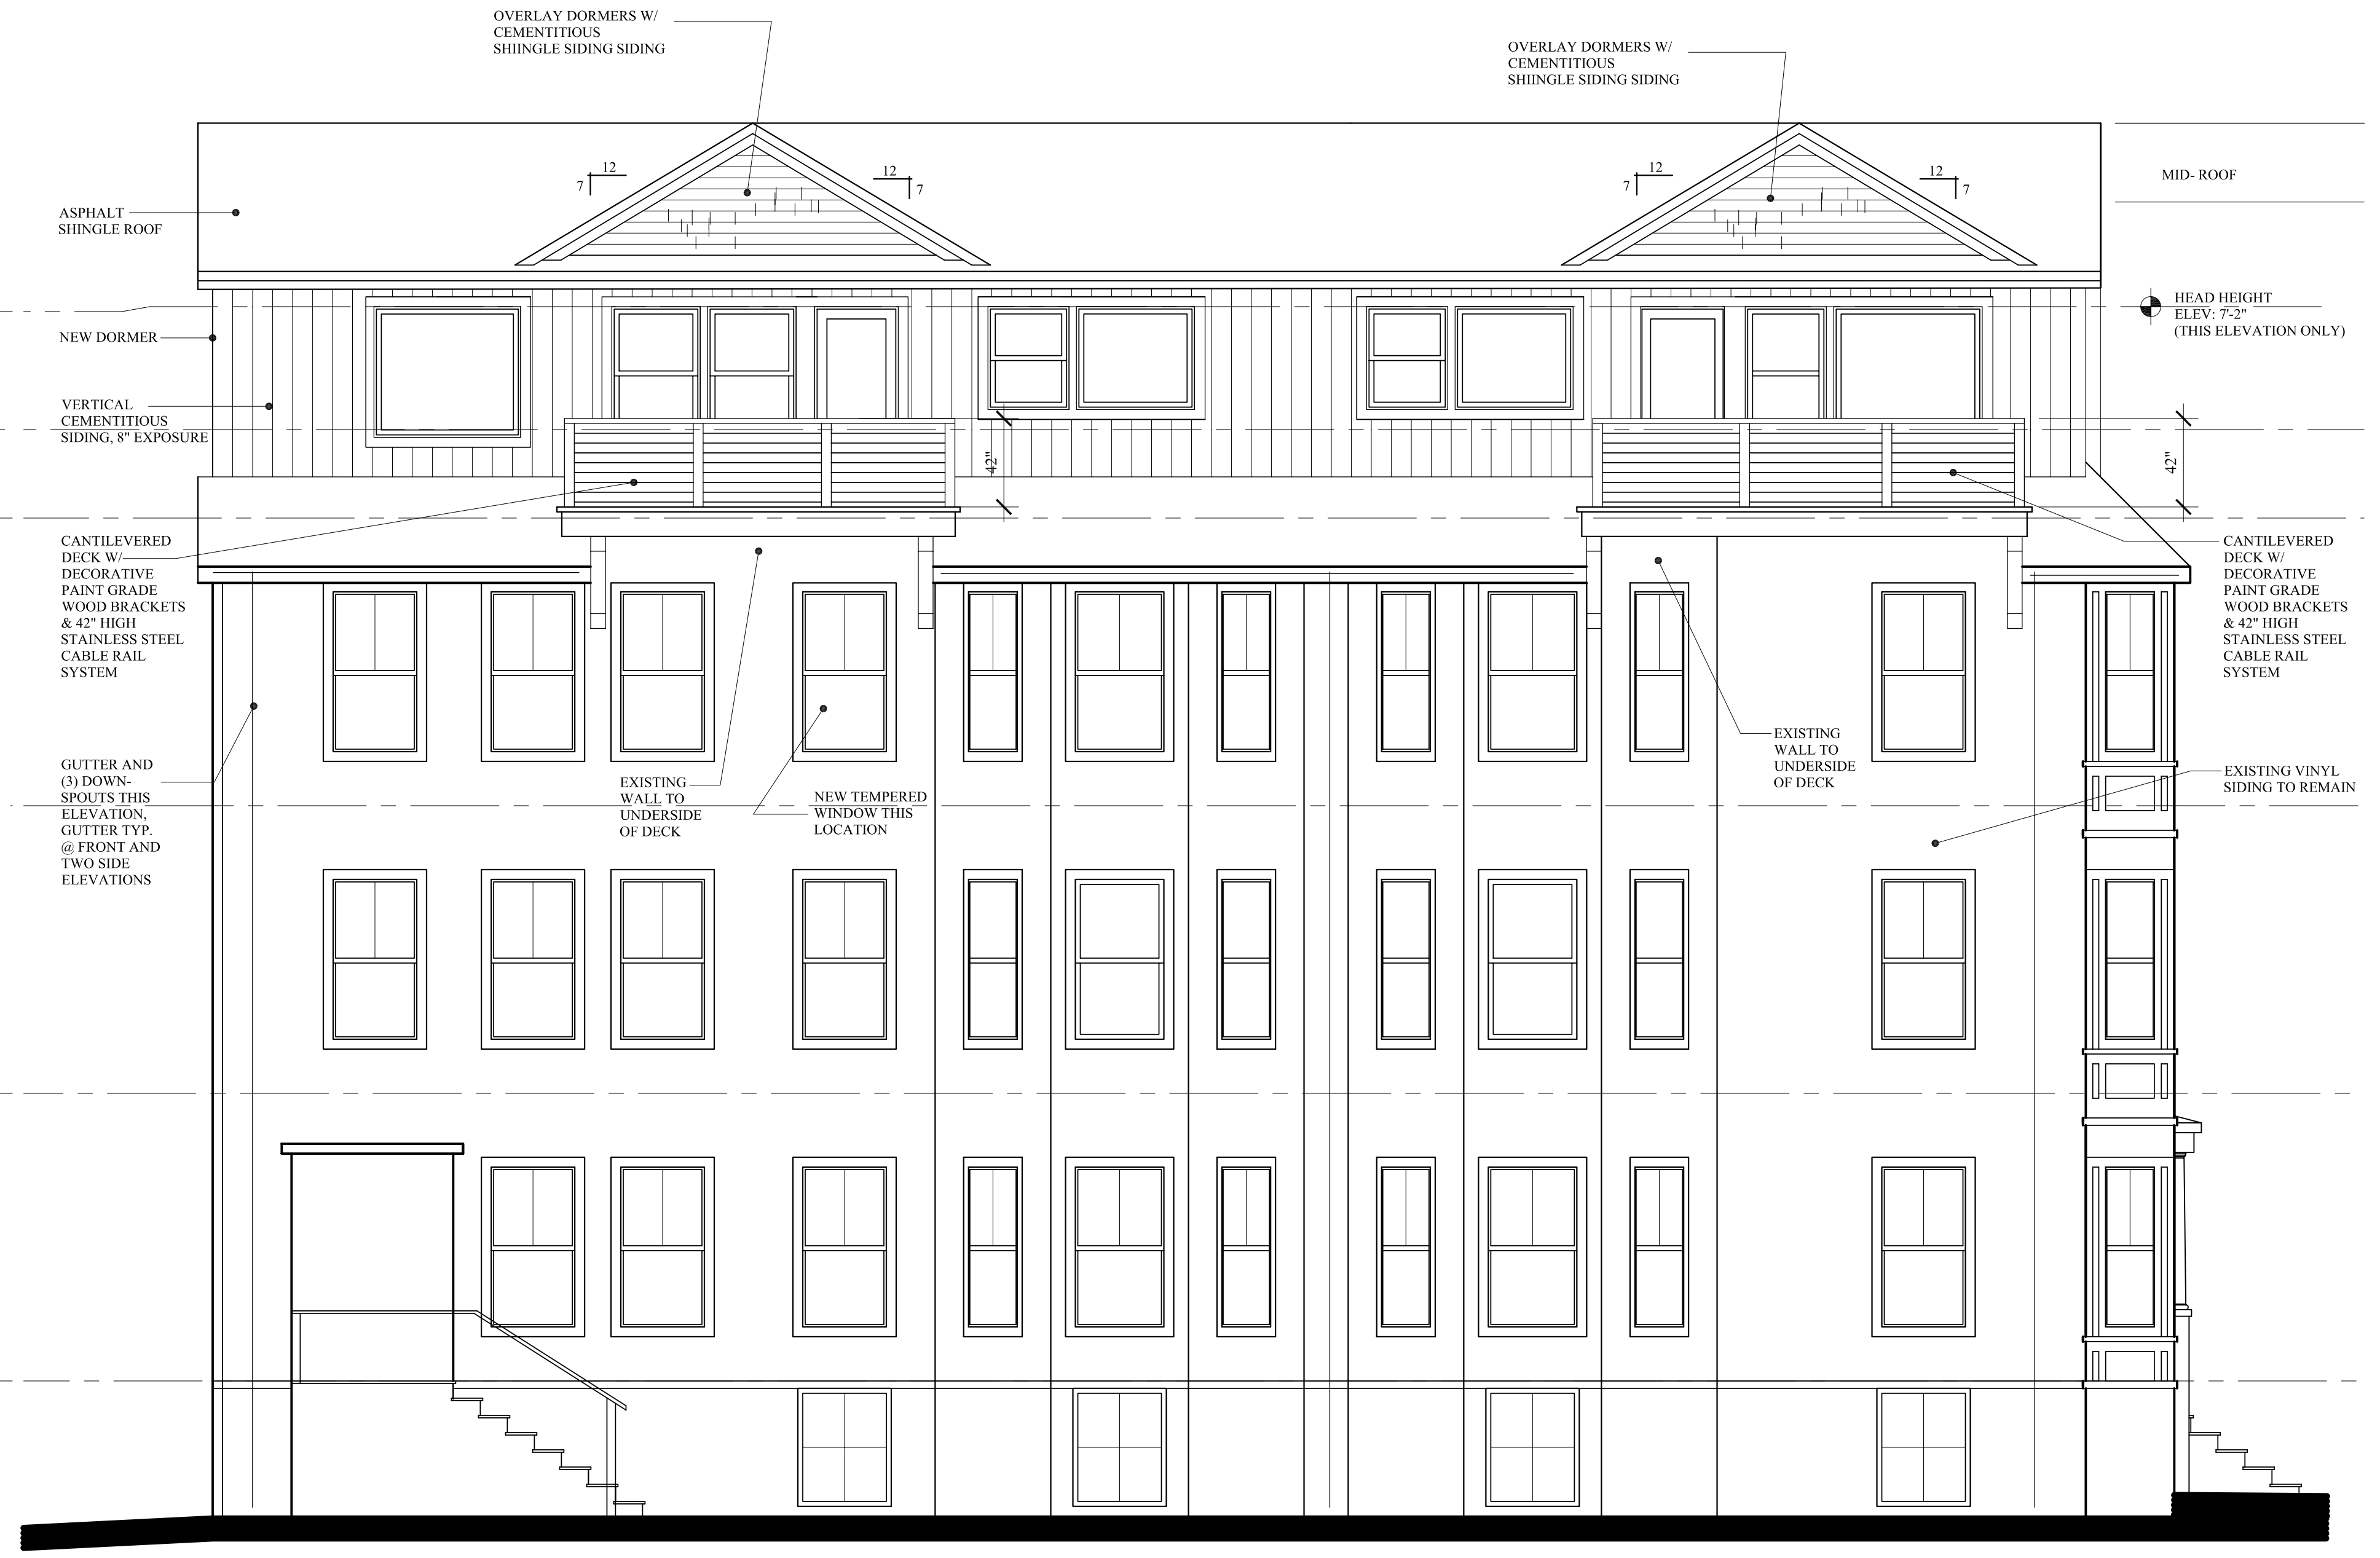 OVERLAY DORMERS W/
CEMENTITIOUS
SHIINGLE SIDING SIDING
OVERLAY DORMERS W/
CEMENTITIOUS
SHIINGLE SIDING SIDING
12
7
12
7
12
7
12
7
MID- ROOF
ASPHALT
SHINGLE ROOF
HEAD HEIGHT
ELEV: 7'-2"
(THIS ELEVATION ONLY)
NEW DORMER
VERTICAL
CEMENTITIOUS
SIDING, 8" EXPOSURE
42"
42"
CANTILEVERED
DECK W/
DECORATIVE
PAINT GRADE
WOOD BRACKETS
& 42" HIGH
STAINLESS STEEL
CABLE RAIL
SYSTEM
CANTILEVERED
DECK W/
DECORATIVE
PAINT GRADE
WOOD BRACKETS
& 42" HIGH
STAINLESS STEEL
CABLE RAIL
SYSTEM
GUTTER AND
(3) DOWN-
SPOUTS THIS
ELEVATION,
GUTTER TYP.
@ FRONT AND
TWO SIDE
ELEVATIONS
EXISTING
WALL TO
UNDERSIDE
OF DECK
NEW TEMPERED
WINDOW THIS
LOCATION
EXISTING
WALL TO
UNDERSIDE
OF DECK
EXISTING VINYL
SIDING TO REMAIN